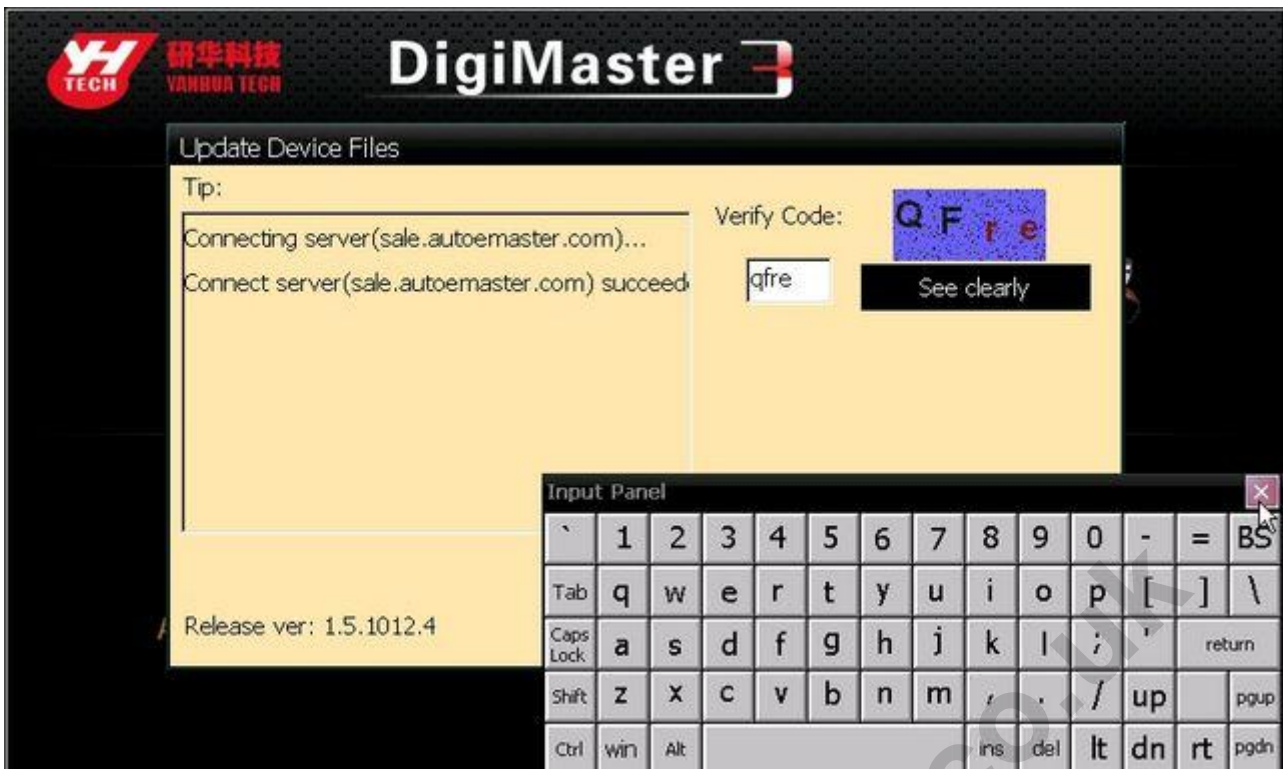 YH
TECH
研华科技
YANHUA TECH
DigiMaster 3
Update Device Files
Tip:
Connecting server(sale.autoemaster.com)...
Connect server(sale.autoemaster.com) succeed
Verify Code:
Q F r e
qfre
See clearly
Release ver: 1.5.1012.4
Input Panel
` 1 2 3 4 5 6 7 8 9 0 - = BS
Tab q w e r t y u i o p [ ] \
Caps Lock a s d f g h j k l ; ' return
Shift z x c v b n m , . / up pgup
Ctrl win Alt ins del lt dn rt pgdn
co.uk